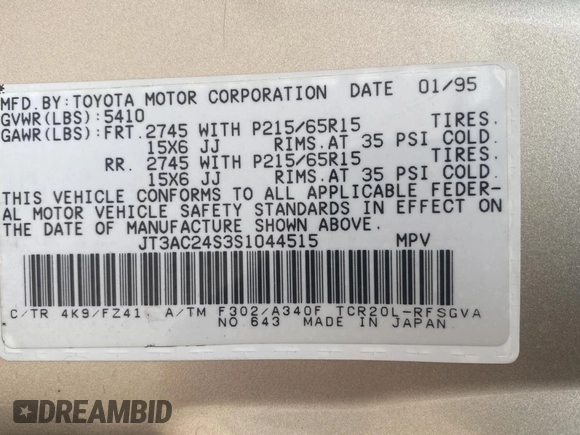 MFD.BY:TOYOTA MOTOR CORPORATION DATE 01/95
GVWR(LBS):5410
GAWR(LBS):FRT.2745 WITH P215/65R15 TIRES.
15X6 JJ RIMS.AT 35 PSI COLD.
RR. 2745 WITH P215/65R15 TIRES.
15X6 JJ RIMS.AT 35 PSI COLD.
THIS VEHICLE CONFORMS TO ALL APPLICABLE FEDER-
AL MOTOR VEHICLE SAFETY STANDARDS IN EFFECT ON
THE DATE OF MANUFACTURE SHOWN ABOVE.
JT3AC24S3S1044515 MPV
C/TR 4K9/FZ41 A/TM F302/A340F TCR20L-RFSGVA
NO 643 MADE IN JAPAN
DREAMBID